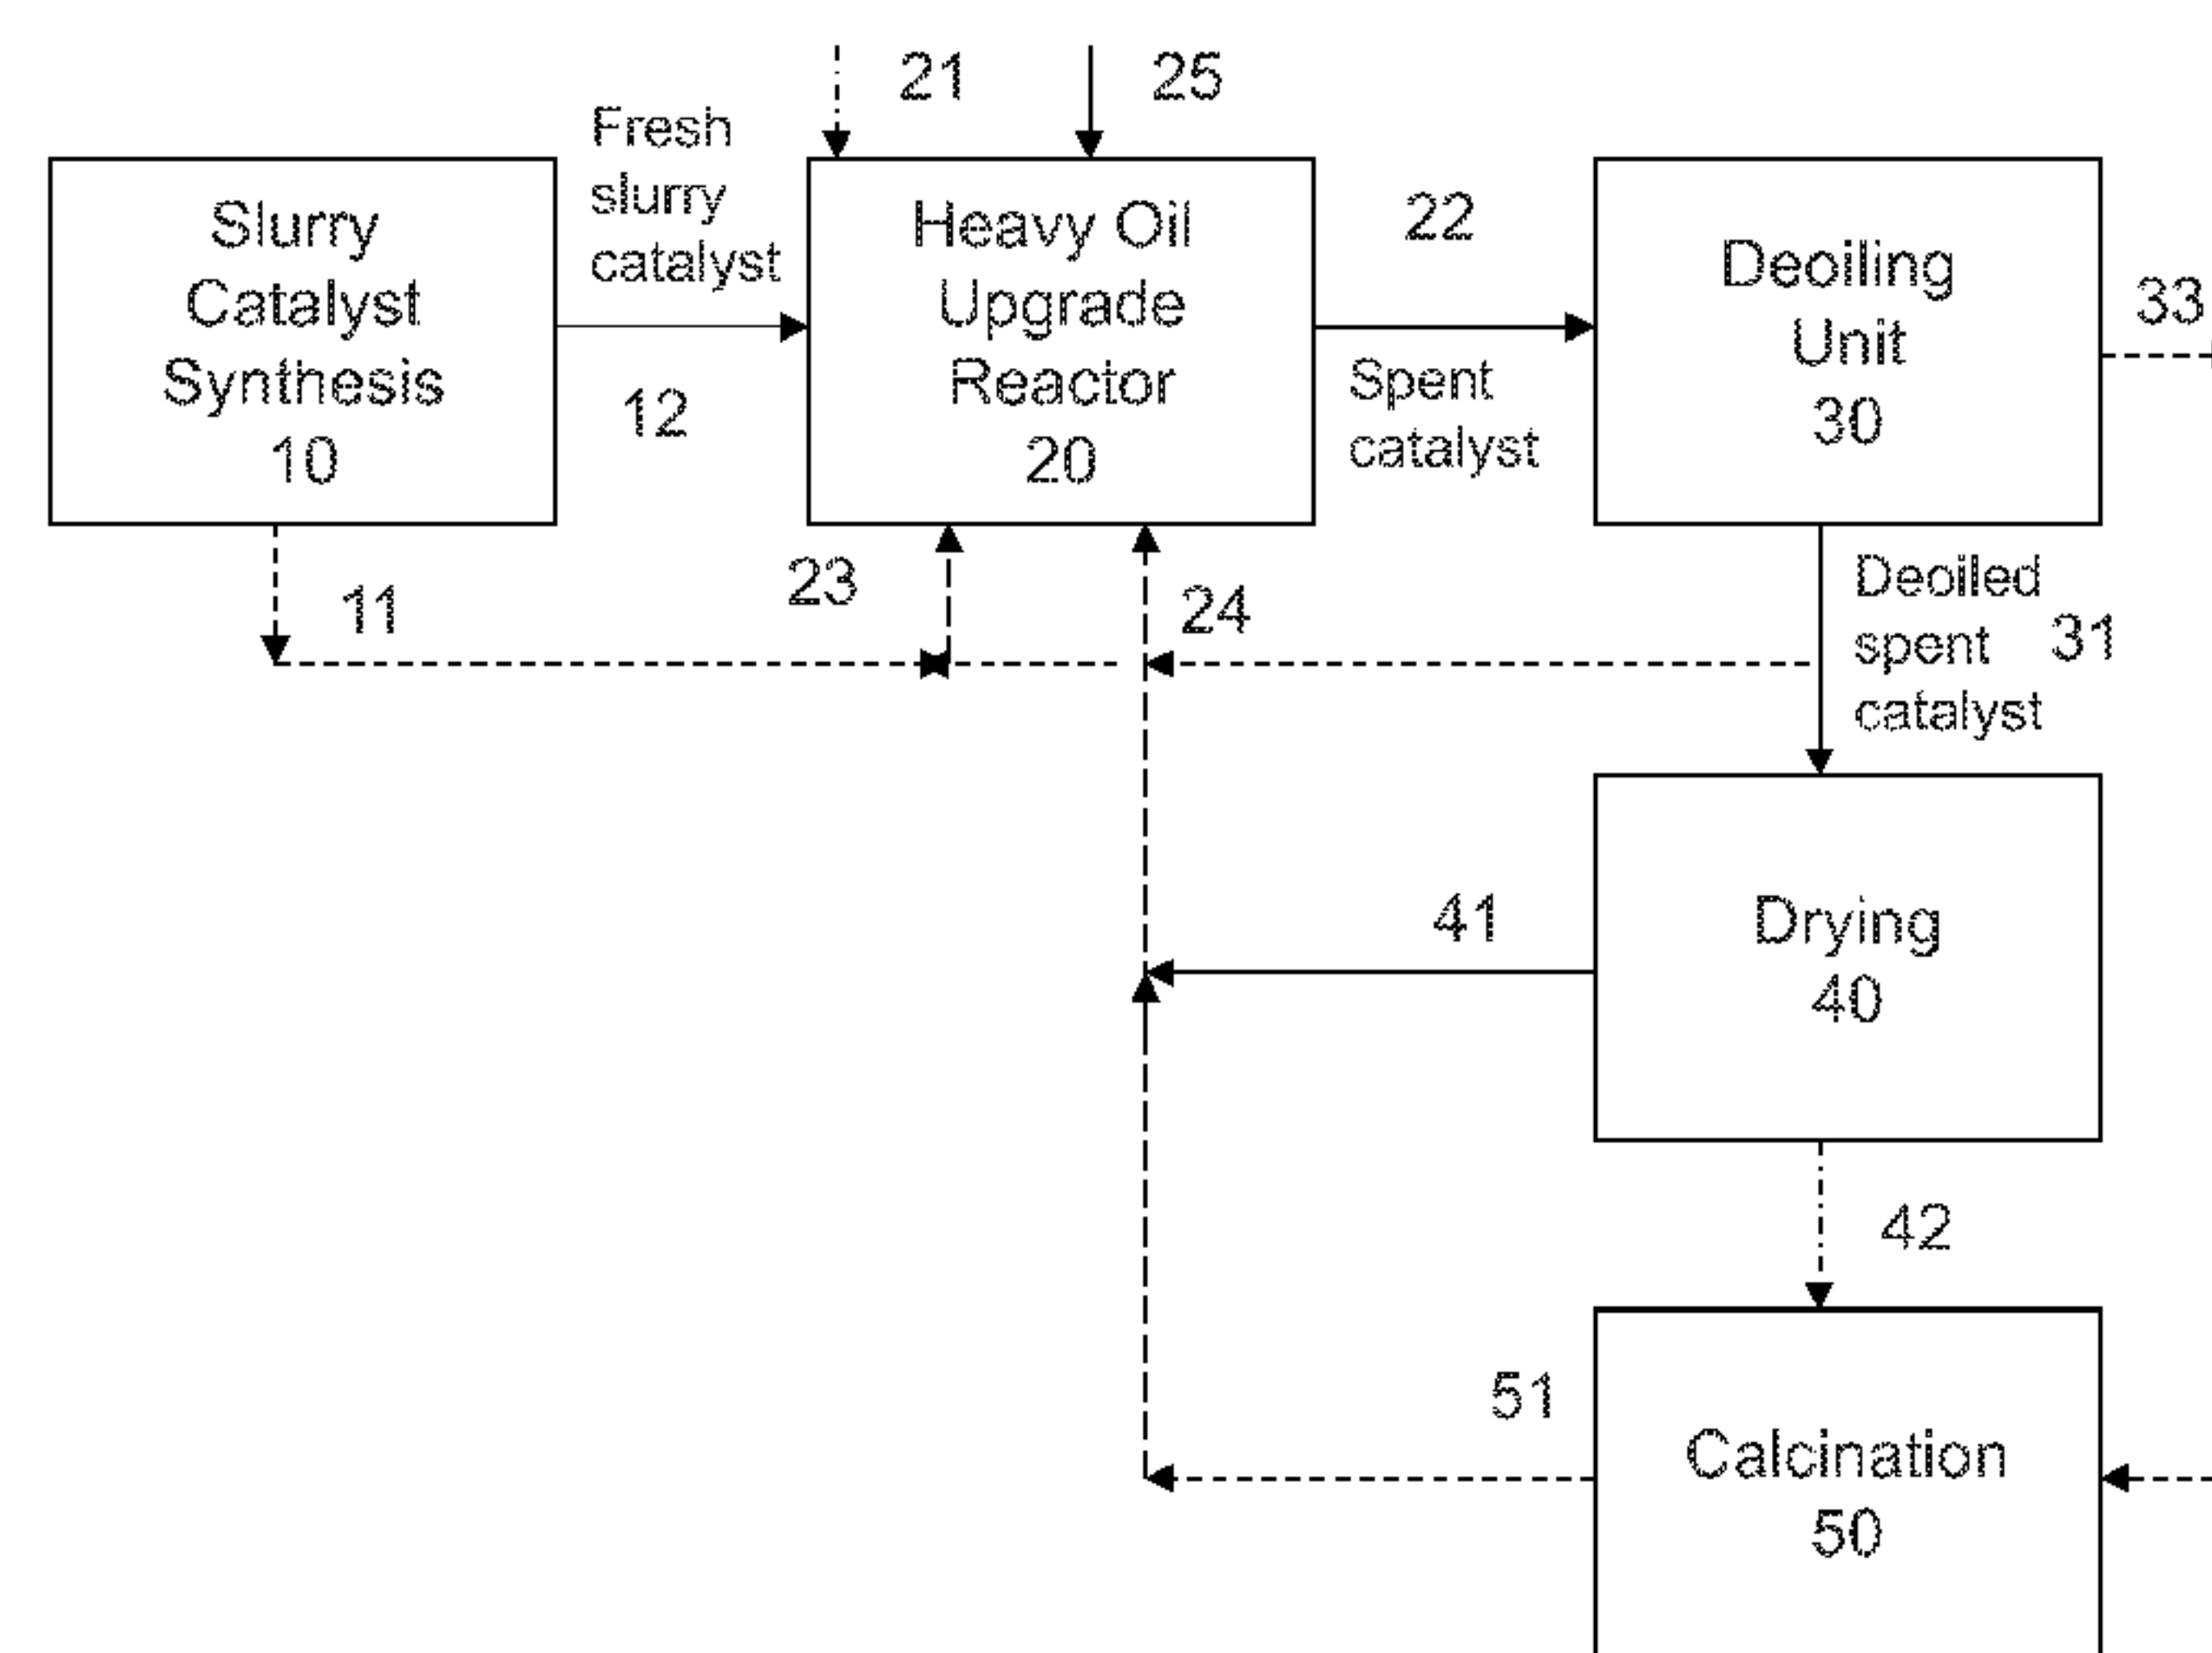 21
25
Fresh
slurry
catalyst
Slurry
Catalyst
Synthesis
10
12
Heavy Oil
Upgrade
Reactor
20
22
Spent
catalyst
Deoiling
Unit
30
33
11
23
24
Deoiled
spent
catalyst
31
41
Drying
40
42
51
Calcination
50